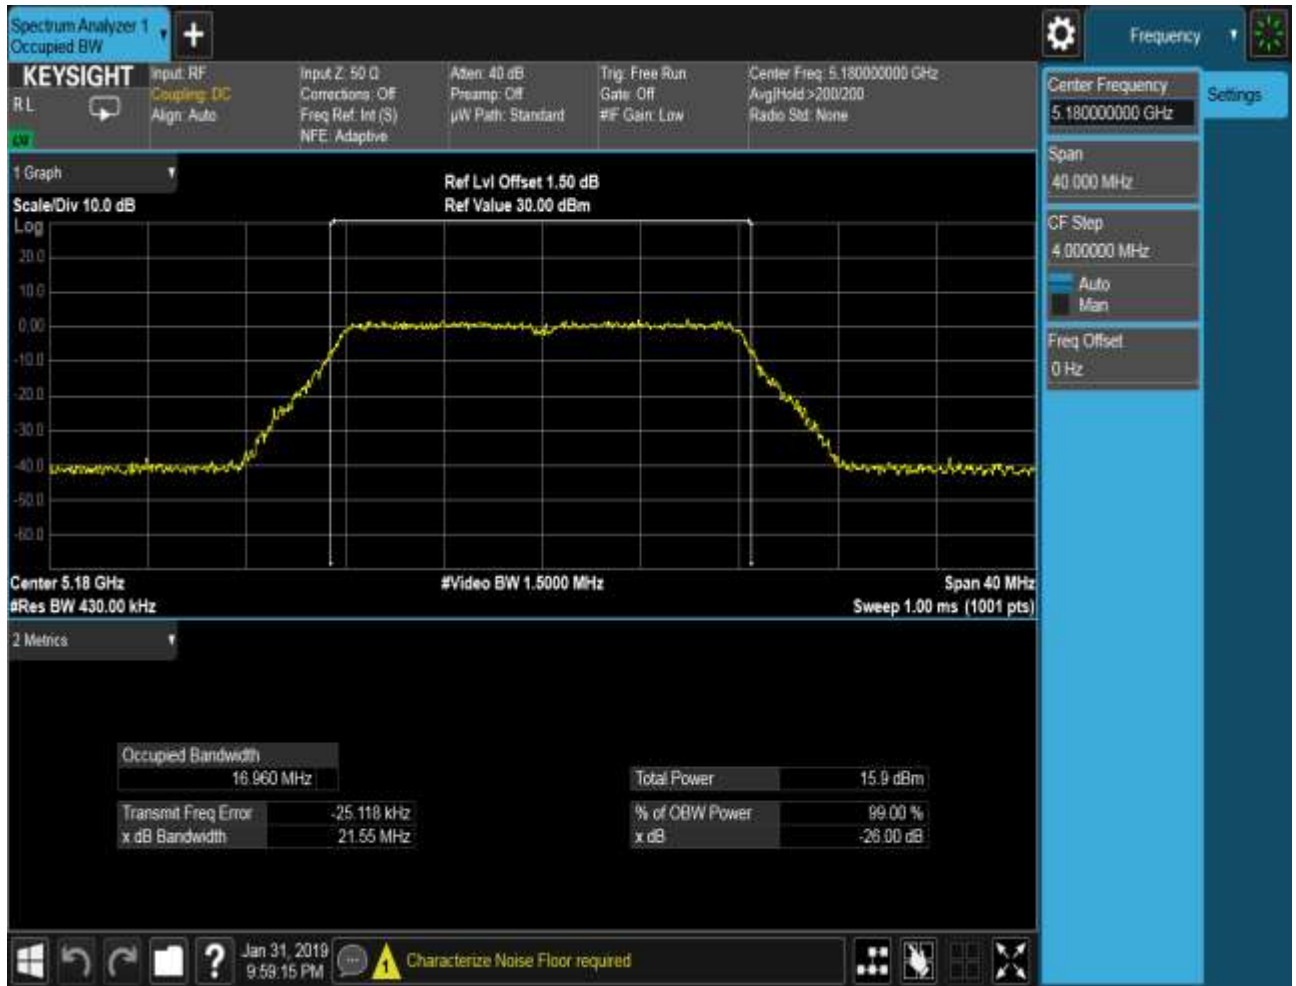 Spectrum Analyzer 1
Occupied BW
Frequency
KEYSIGHT
R L
Input: RF
Coupling: DC
Align: Auto
Input Z: 50 Ω
Corrections: Off
Freq Ref: Int (S)
NFE: Adaptive
Atten: 40 dB
Preamp: Off
µW Path: Standard
Trig: Free Run
Gate: Off
#IF Gain: Low
Center Freq: 5.180000000 GHz
Avg|Hold:>200/200
Radio Std: None
Center Frequency
5.180000000 GHz
Settings
Span
40.000 MHz
CF Step
4.000000 MHz
Auto
Man
Freq Offset
0 Hz
1 Graph
Scale/Div 10.0 dB
Ref Lvl Offset 1.50 dB
Ref Value 30.00 dBm
Log
20.0
10.0
0.00
-10.0
-20.0
-30.0
-40.0
-50.0
-60.0
Center 5.18 GHz
#Video BW 1.5000 MHz
Span 40 MHz
#Res BW 430.00 kHz
Sweep 1.00 ms (1001 pts)
2 Metrics
Occupied Bandwidth
16.960 MHz
Total Power 15.9 dBm
Transmit Freq Error -25.118 kHz
% of OBW Power 99.00 %
x dB Bandwidth 21.55 MHz
x dB -26.00 dB
?
Jan 31, 2019
9:59:15 PM
1
Characterize Noise Floor required